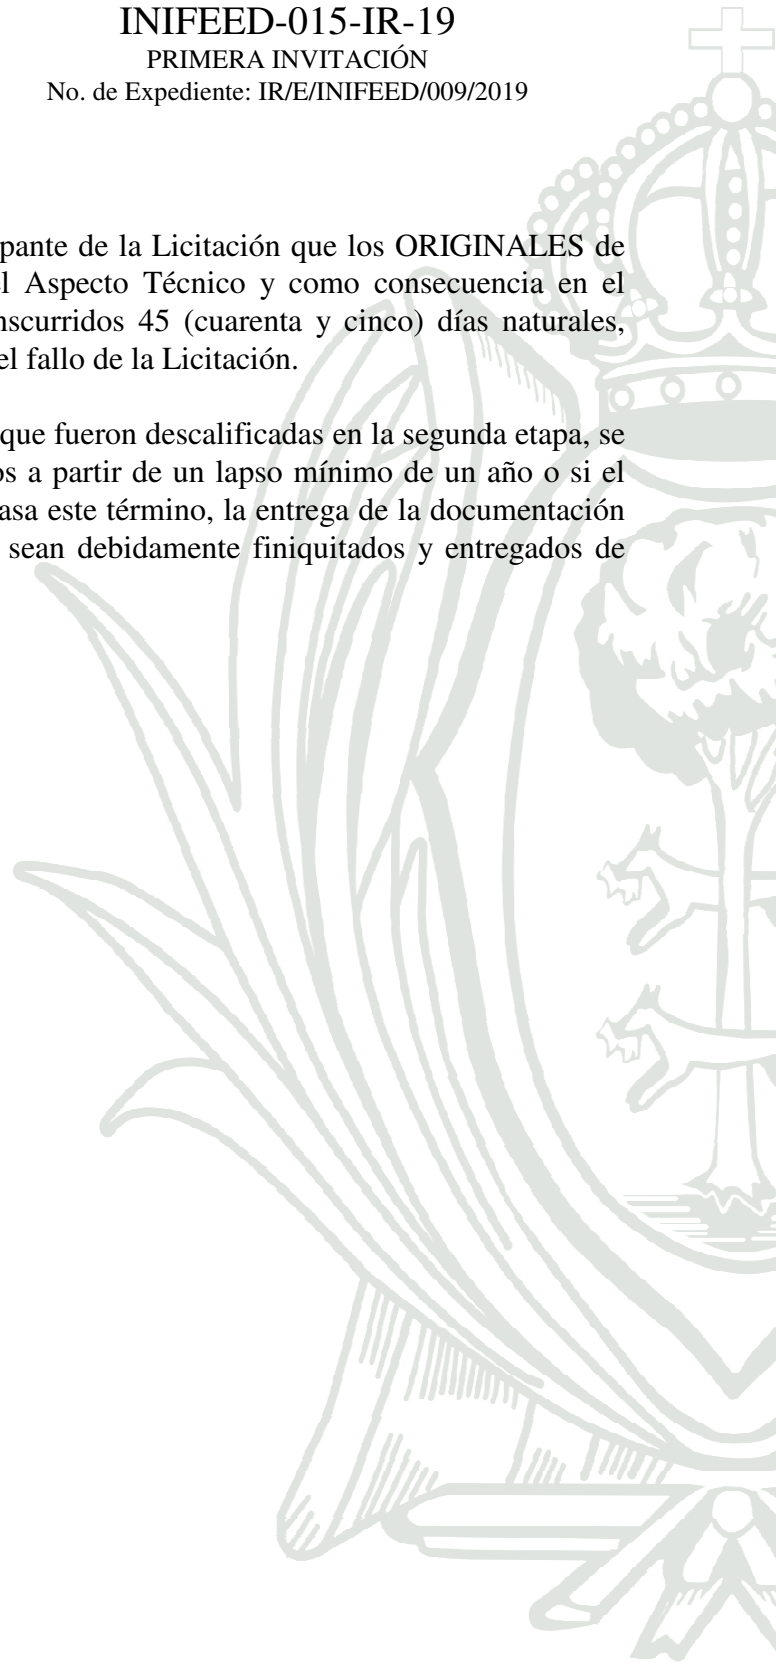 INIFEED-015-IR-19
PRIMERA INVITACIÓN
No. de Expediente: IR/E/INIFEED/009/2019
pante de la Licitación que los ORIGINALES de
l Aspecto Técnico y como consecuencia en el
nscurridos 45 (cuarenta y cinco) días naturales,
el fallo de la Licitación.
que fueron descalificadas en la segunda etapa, se
os a partir de un lapso mínimo de un año o si el
asa este término, la entrega de la documentación
sean debidamente finiquitados y entregados de